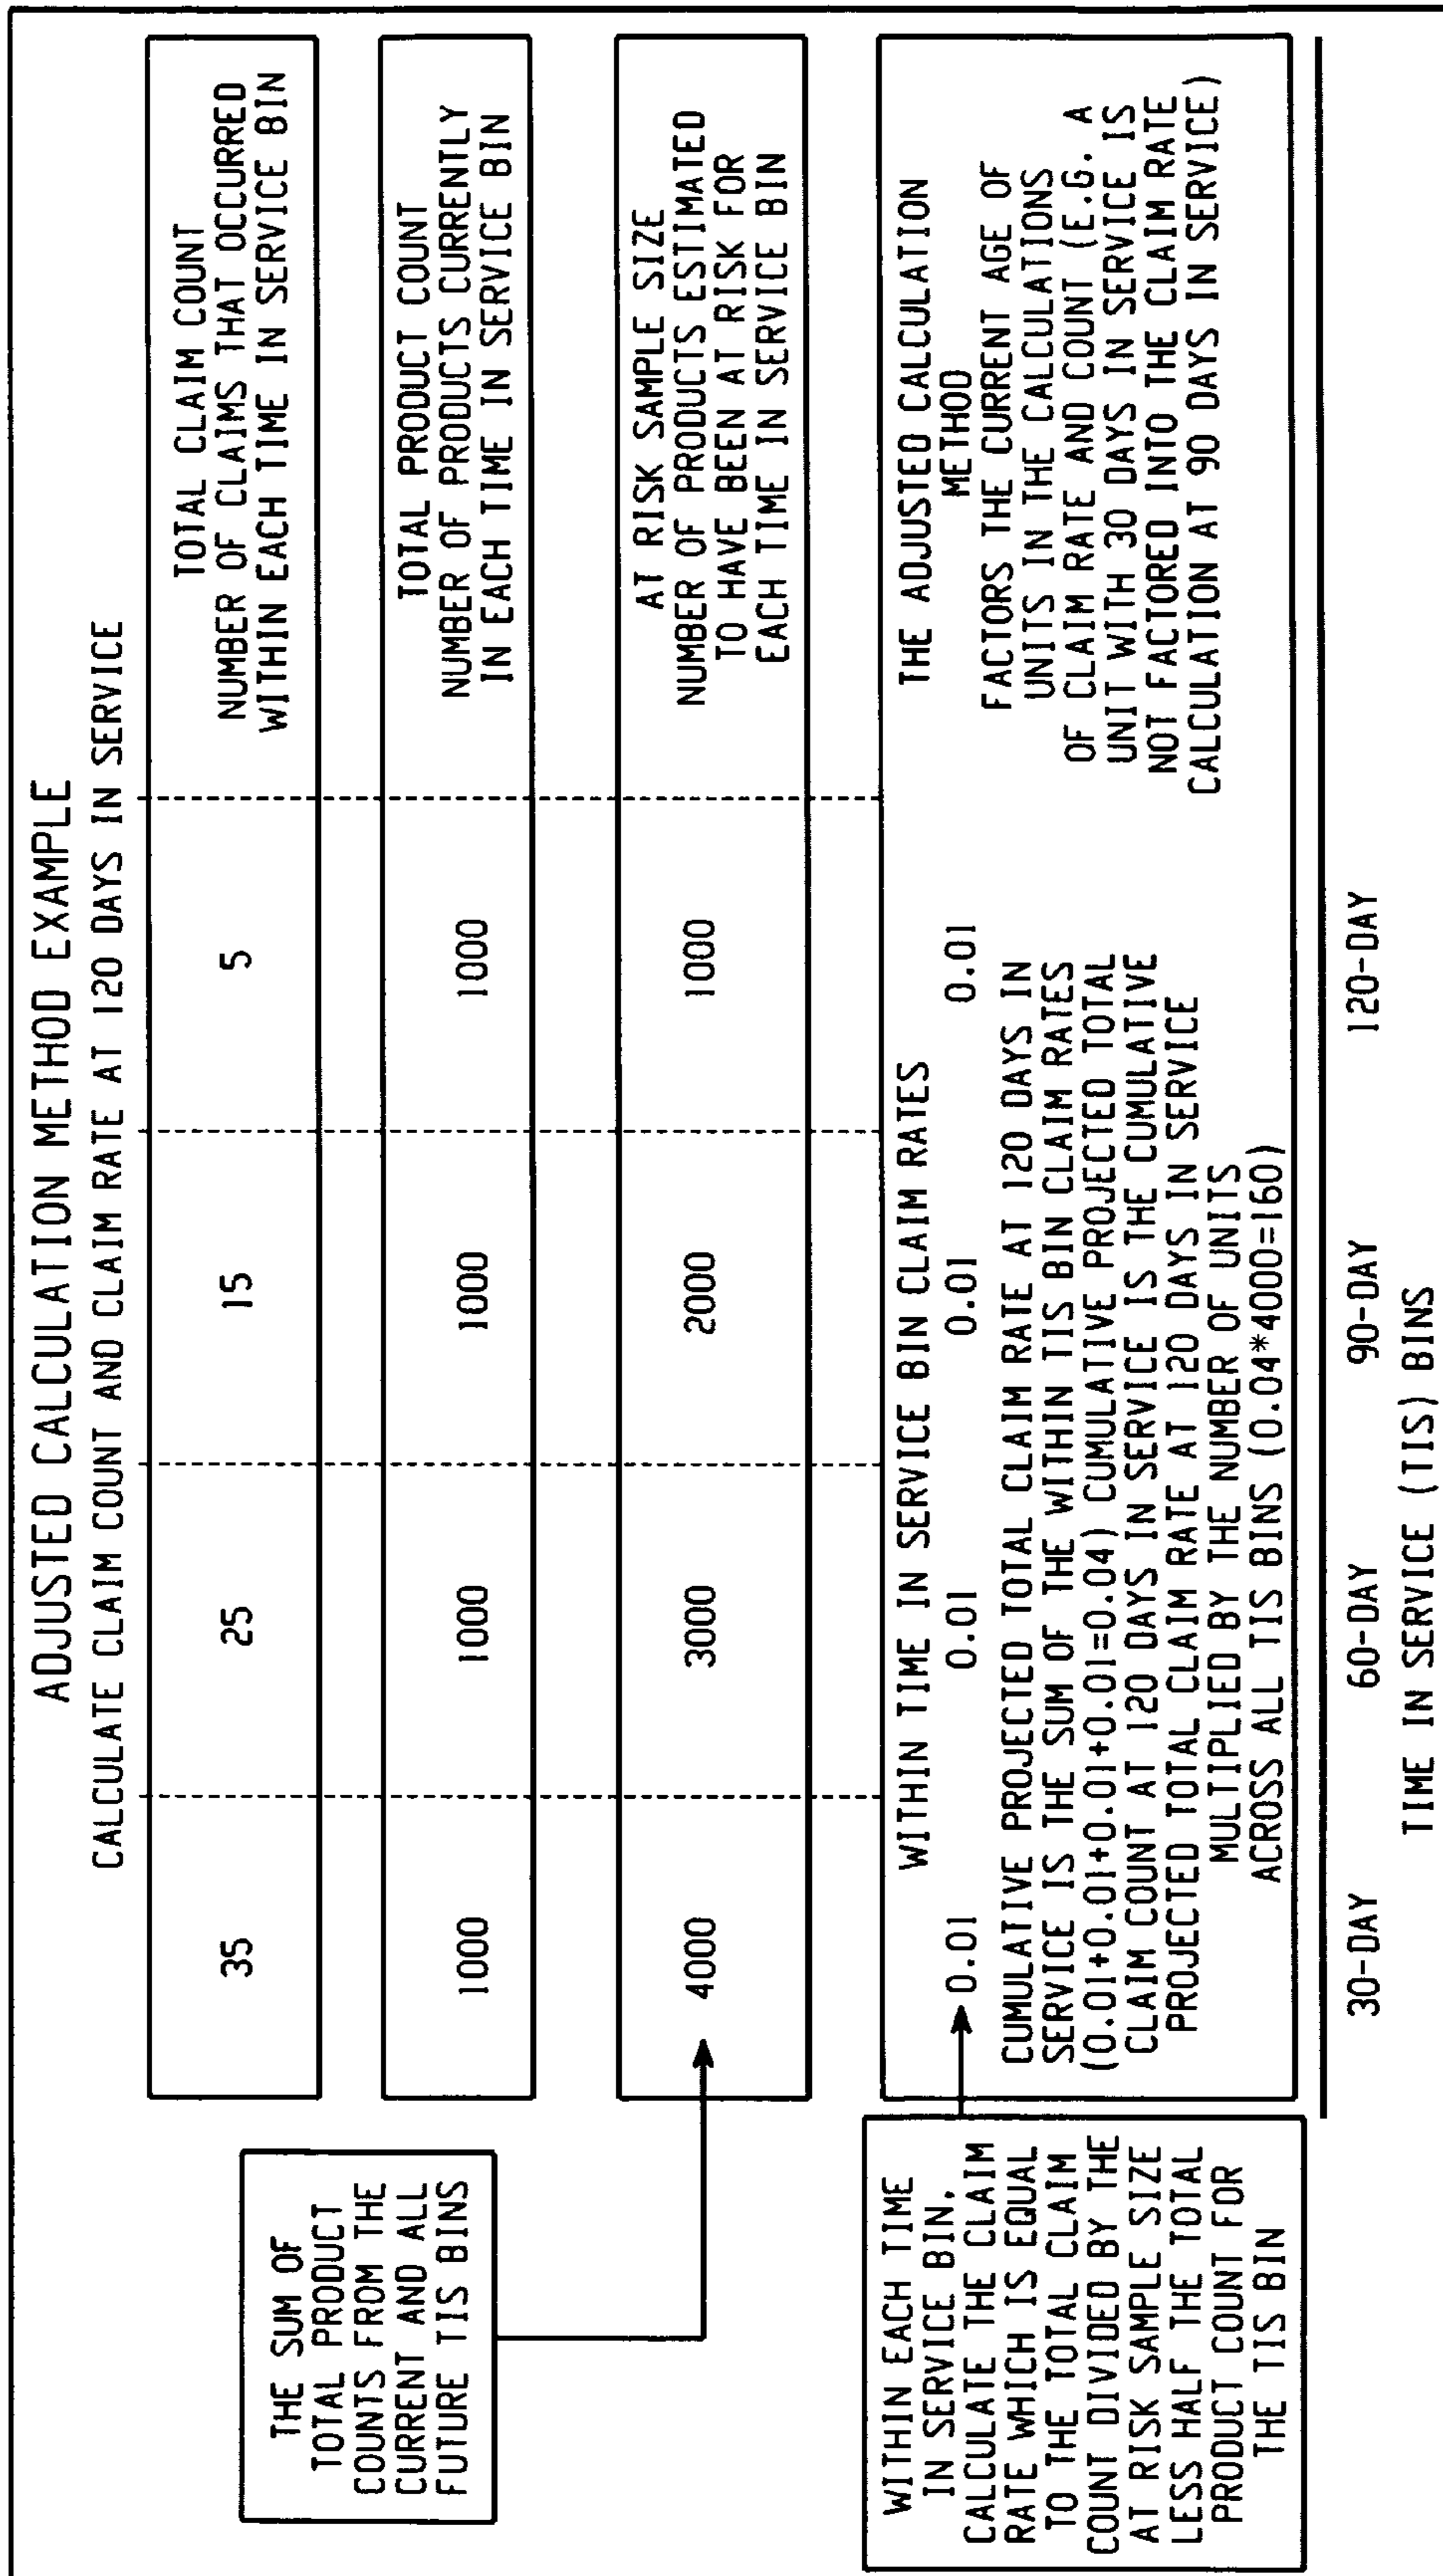 ADJUSTED CALCULATION METHOD EXAMPLE
CALCULATE CLAIM COUNT AND CLAIM RATE AT 120 DAYS IN SERVICE
35
25
15
5
TOTAL CLAIM COUNT
NUMBER OF CLAIMS THAT OCCURRED
WITHIN EACH TIME IN SERVICE BIN
THE SUM OF
TOTAL PRODUCT
COUNTS FROM THE
CURRENT AND ALL
FUTURE TIS BINS
1000
1000
1000
1000
TOTAL PRODUCT COUNT
NUMBER OF PRODUCTS CURRENTLY
IN EACH TIME IN SERVICE BIN
4000
3000
2000
1000
AT RISK SAMPLE SIZE
NUMBER OF PRODUCTS ESTIMATED
TO HAVE BEEN AT RISK FOR
EACH TIME IN SERVICE BIN
WITHIN EACH TIME
IN SERVICE BIN,
CALCULATE THE CLAIM
RATE WHICH IS EQUAL
TO THE TOTAL CLAIM
COUNT DIVIDED BY THE
AT RISK SAMPLE SIZE
LESS HALF THE TOTAL
PRODUCT COUNT FOR
THE TIS BIN
WITHIN TIME IN SERVICE BIN CLAIM RATES
0.01
0.01
0.01
0.01
CUMULATIVE PROJECTED TOTAL CLAIM RATE AT 120 DAYS IN
SERVICE IS THE SUM OF THE WITHIN TIS BIN CLAIM RATES
(0.01+0.01+0.01+0.01=0.04) CUMULATIVE PROJECTED TOTAL
CLAIM COUNT AT 120 DAYS IN SERVICE IS THE CUMULATIVE
PROJECTED TOTAL CLAIM RATE AT 120 DAYS IN SERVICE
MULTIPLIED BY THE NUMBER OF UNITS
ACROSS ALL TIS BINS (0.04*4000=160)
THE ADJUSTED CALCULATION
METHOD
FACTORS THE CURRENT AGE OF
UNITS IN THE CALCULATIONS
OF CLAIM RATE AND COUNT (E.G. A
UNIT WITH 30 DAYS IN SERVICE IS
NOT FACTORED INTO THE CLAIM RATE
CALCULATION AT 90 DAYS IN SERVICE)
30-DAY
60-DAY
90-DAY
120-DAY
TIME IN SERVICE (TIS) BINS